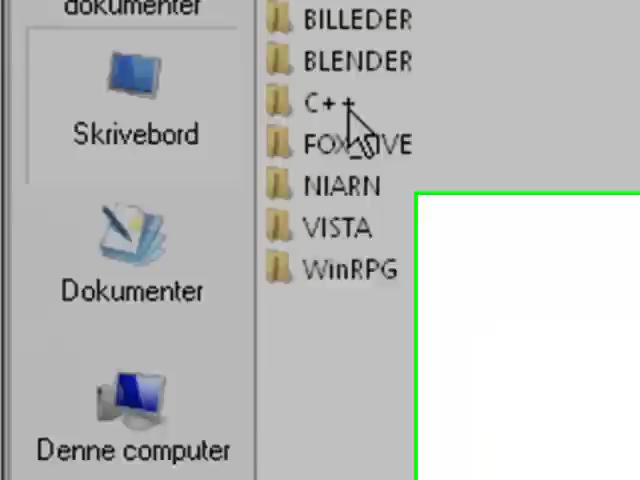 dokumenter
Skrivebord
Dokumenter
Denne computer
BILLEDER
BLENDER
C++
NIARN
VISTA
WinRPG